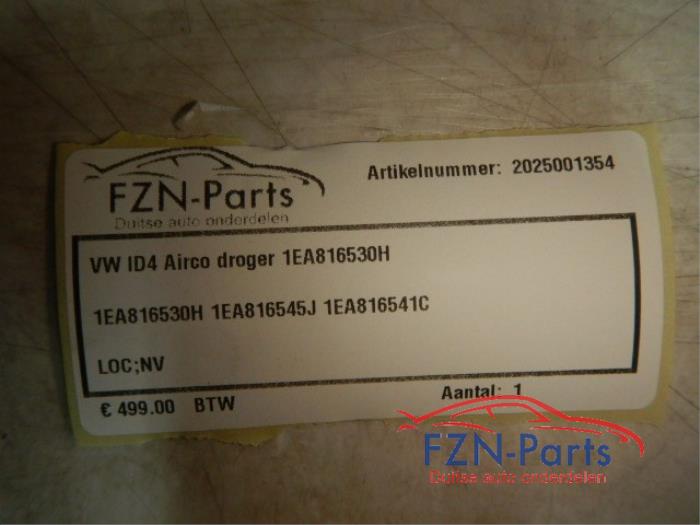 Artikelnummer: 2025001354
FZN-Parts
Duitse auto onderdelen
VW ID4 Airco droger 1EA816530H
1EA816530H 1EA816545J 1EA816541C
LOC;NV
€ 499.00 BTW
Aantal: 1
FZN-Parts
Duitse auto onderdelen